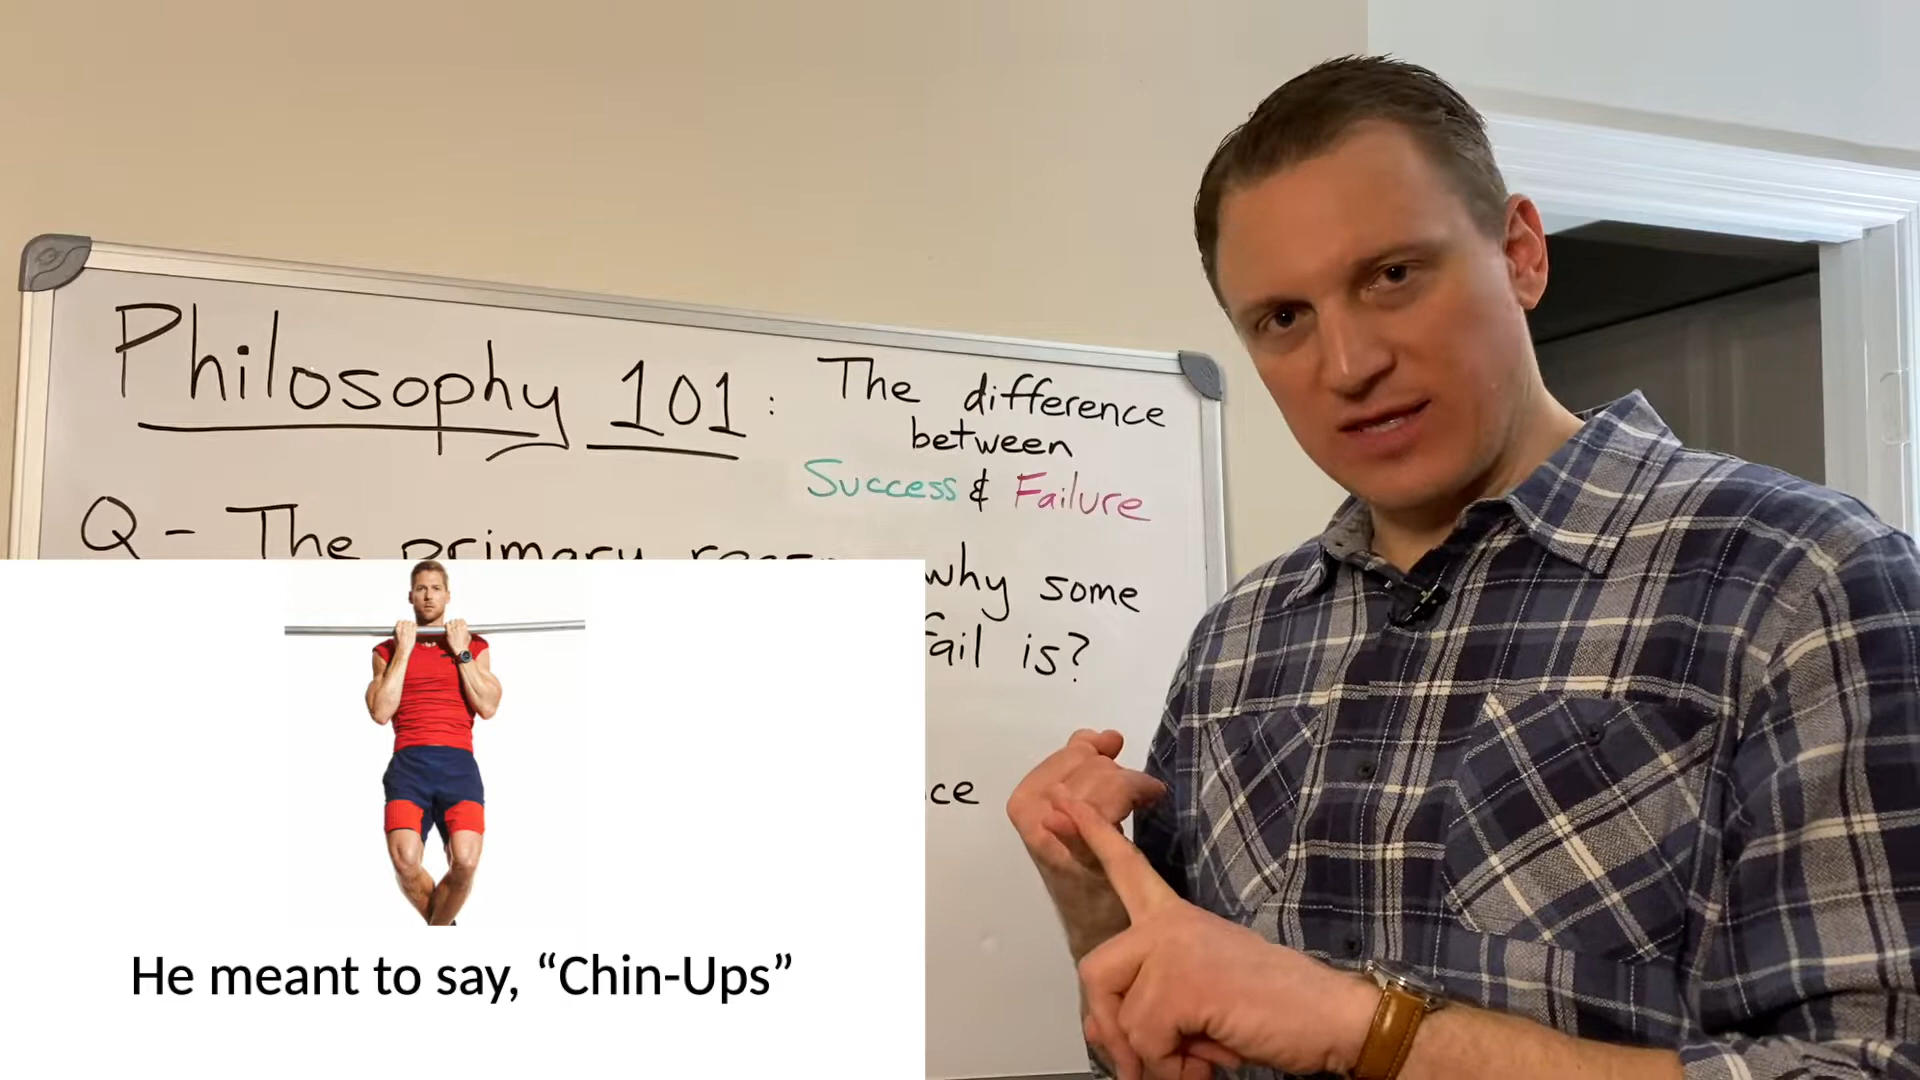 Philosophy 101: The difference
between
Success & Failure
Q - The primary why some
fail is?
ce
He meant to say, “Chin-Ups”